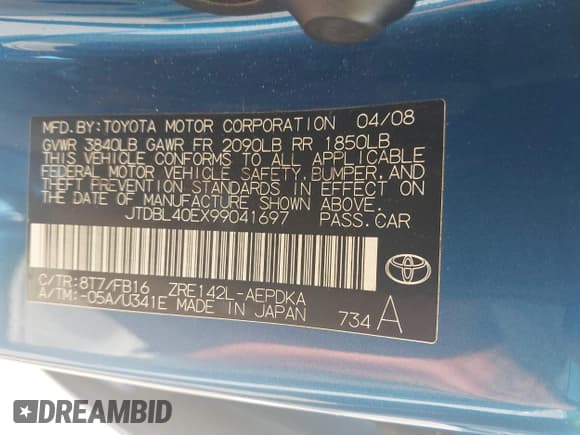 MFD.BY:TOYOTA MOTOR CORPORATION 04/08
GVWR 3840LB GAWR FR 2090LB RR 1850LB
THIS VEHICLE CONFORMS TO ALL APPLICABLE
FEDERAL MOTOR VEHICLE SAFETY, BUMPER, AND
THEFT PREVENTION STANDARDS IN EFFECT ON
THE DATE OF MANUFACTURE SHOWN ABOVE.
JTDBL40EX99041697 PASS.CAR
C/TR:8T7/FB16 ZRE142L-AEPDKA
A/TM:-05A/U341E MADE IN JAPAN 734 A
TOYOTA
DREAMBID